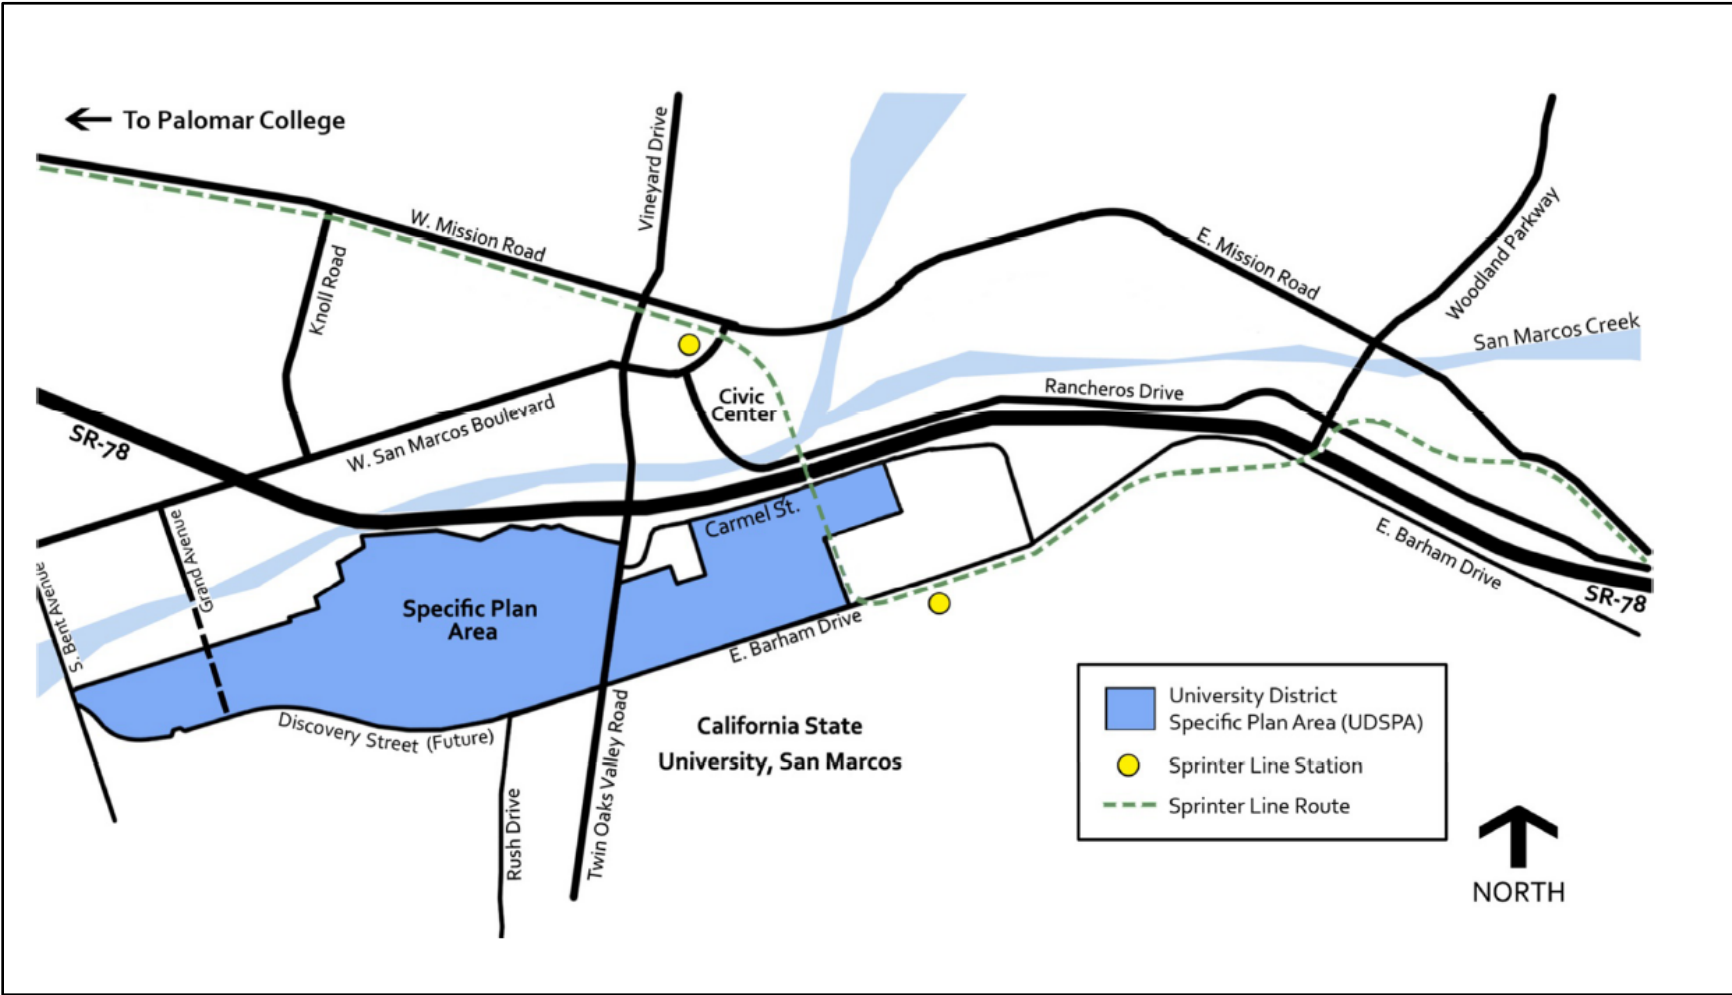 To Palomar College
Vineyard Drive
W. Mission Road
Knoll Road
E. Mission Road
Woodland Parkway
San Marcos Creek
Rancheros Drive
Civic
Center
W. San Marcos Boulevard
SR-78
Carmel St.
Grand Avenue
S. Bent Avenue
E. Barham Drive
SR-78
Specific Plan
Area
E. Barham Drive
Discovery Street (Future)
Twin Oaks Valley Road
Rush Drive
California State
University, San Marcos
University District
Specific Plan Area (UDSPA)
Sprinter Line Station
Sprinter Line Route
NORTH